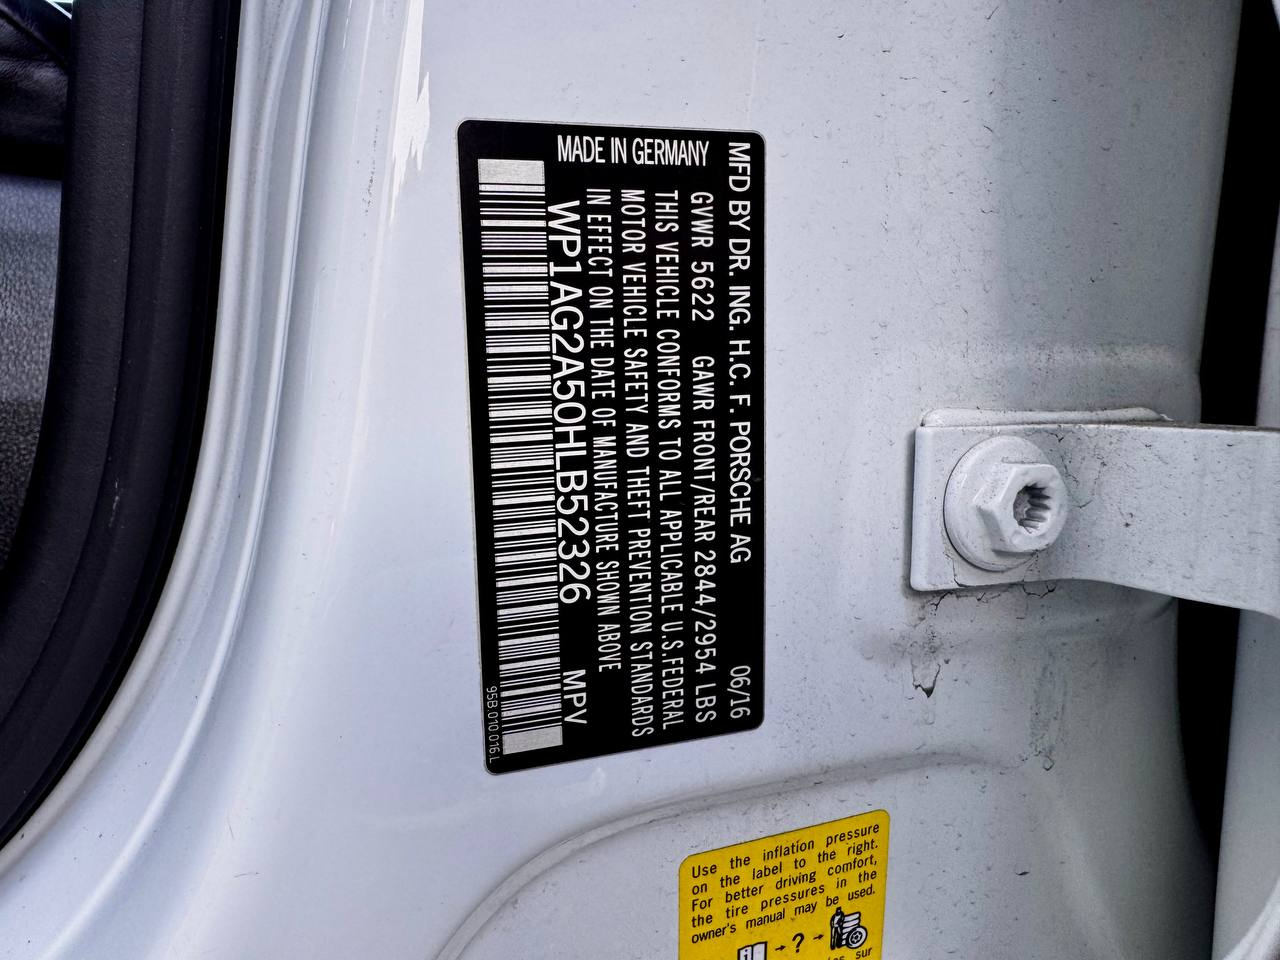 MFD BY DR. ING. H.C. F. PORSCHE AG 06/16
GVWR 5622 GAWR FRONT/REAR 2844/2954 LBS
THIS VEHICLE CONFORMS TO ALL APPLICABLE U.S.FEDERAL
MOTOR VEHICLE SAFETY AND THEFT PREVENTION STANDARDS
IN EFFECT ON THE DATE OF MANUFACTURE SHOWN ABOVE
WP1AG2A50HLB52326 MPV
95B.010.016.L
MADE IN GERMANY
Use the inflation pressure
on the label to the right.
For better driving comfort,
the tire pressures in the
owner's manual may be used.
i → ? →
sur